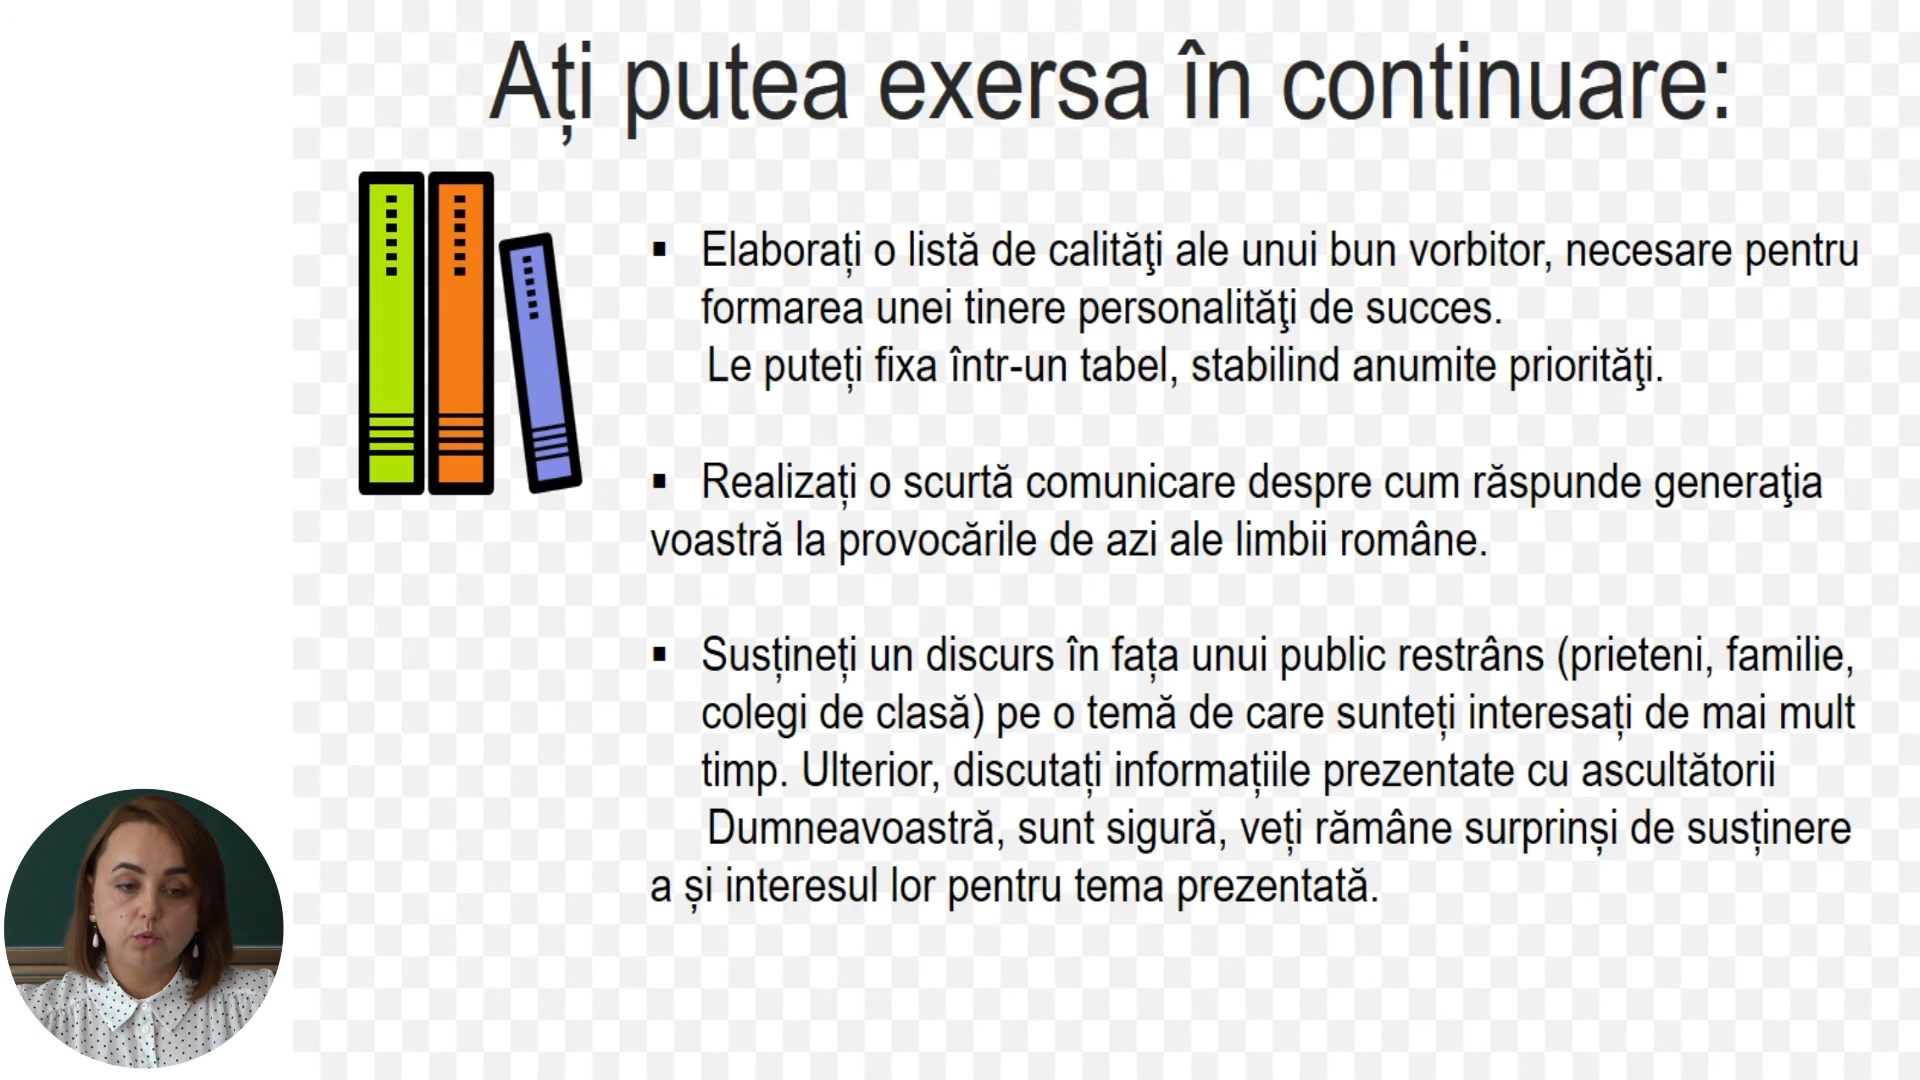 Ați putea exersa în continuare:
▪ Elaborați o listă de calităţi ale unui bun vorbitor, necesare pentru
formarea unei tinere personalităţi de succes.
Le puteți fixa într-un tabel, stabilind anumite priorităţi.
▪ Realizați o scurtă comunicare despre cum răspunde generaţia
voastră la provocările de azi ale limbii române.
▪ Susțineți un discurs în fața unui public restrâns (prieteni, familie,
colegi de clasă) pe o temă de care sunteți interesați de mai mult
timp. Ulterior, discutați informațiile prezentate cu ascultătorii
Dumneavoastră, sunt sigură, veți rămâne surprinși de susținere
a și interesul lor pentru tema prezentată.